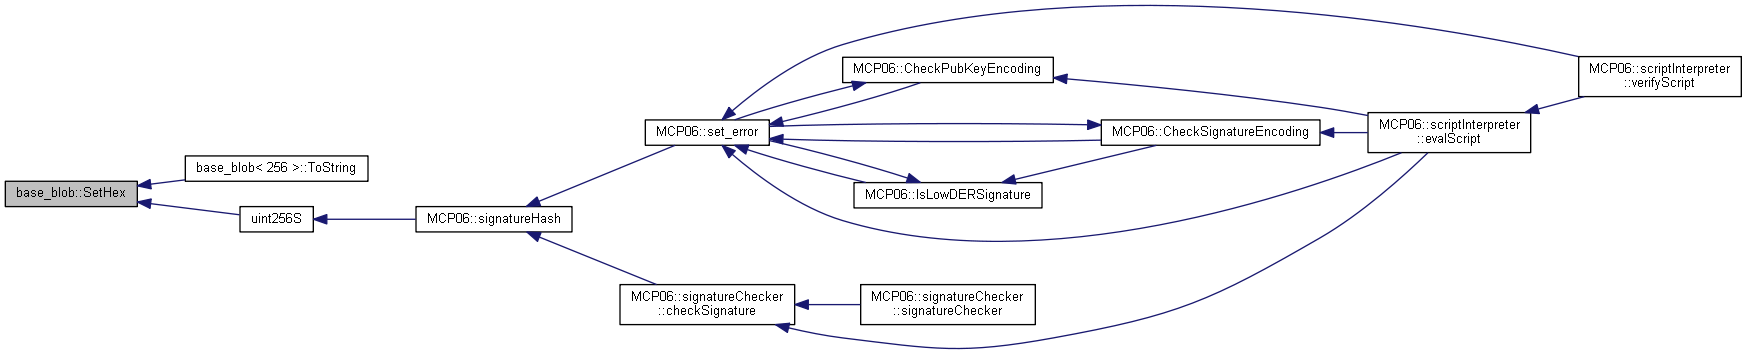 base_blob::SetHex
base_blob< 256 >::ToString
uint256S
MCP06::signatureHash
MCP06::set_error
MCP06::signatureChecker
::checkSignature
MCP06::CheckPubKeyEncoding
MCP06::IsLowDERSignature
MCP06::signatureChecker
::signatureChecker
MCP06::CheckSignatureEncoding
MCP06::scriptInterpreter
::evalScript
MCP06::scriptInterpreter
::verifyScript